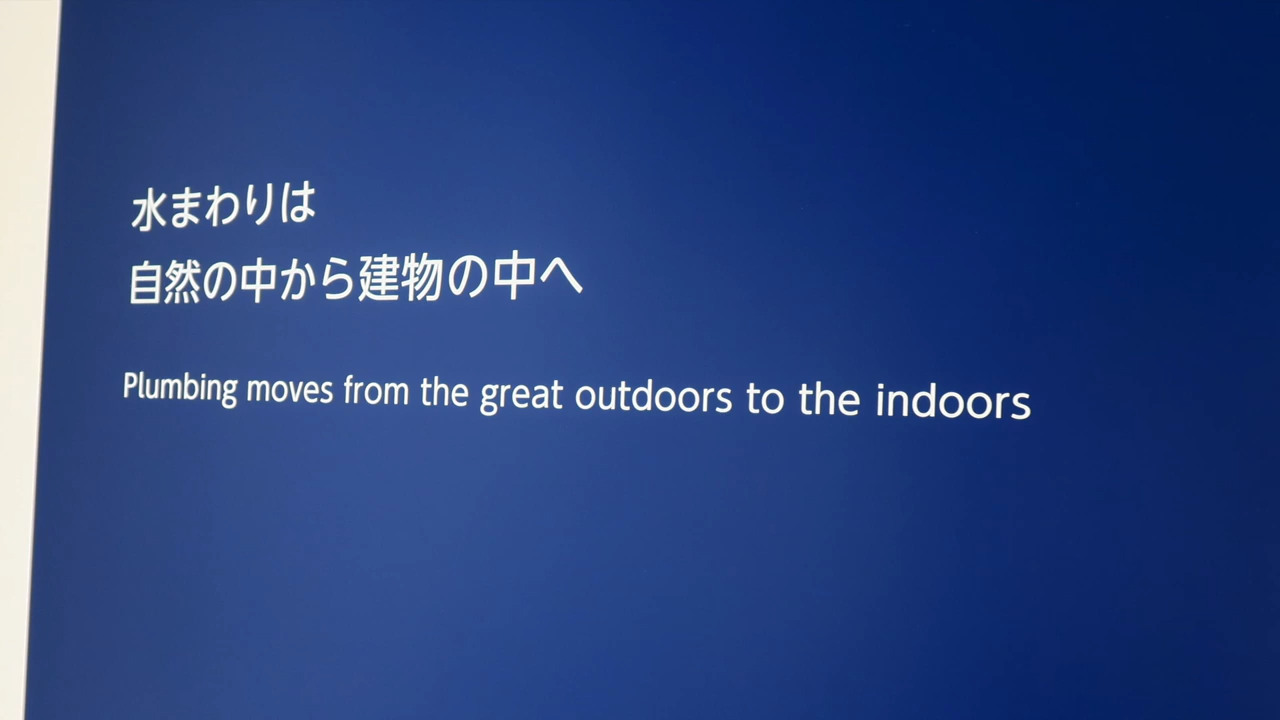 水まわりは
自然の中から建物の中へ
Plumbing moves from the great outdoors to the indoors